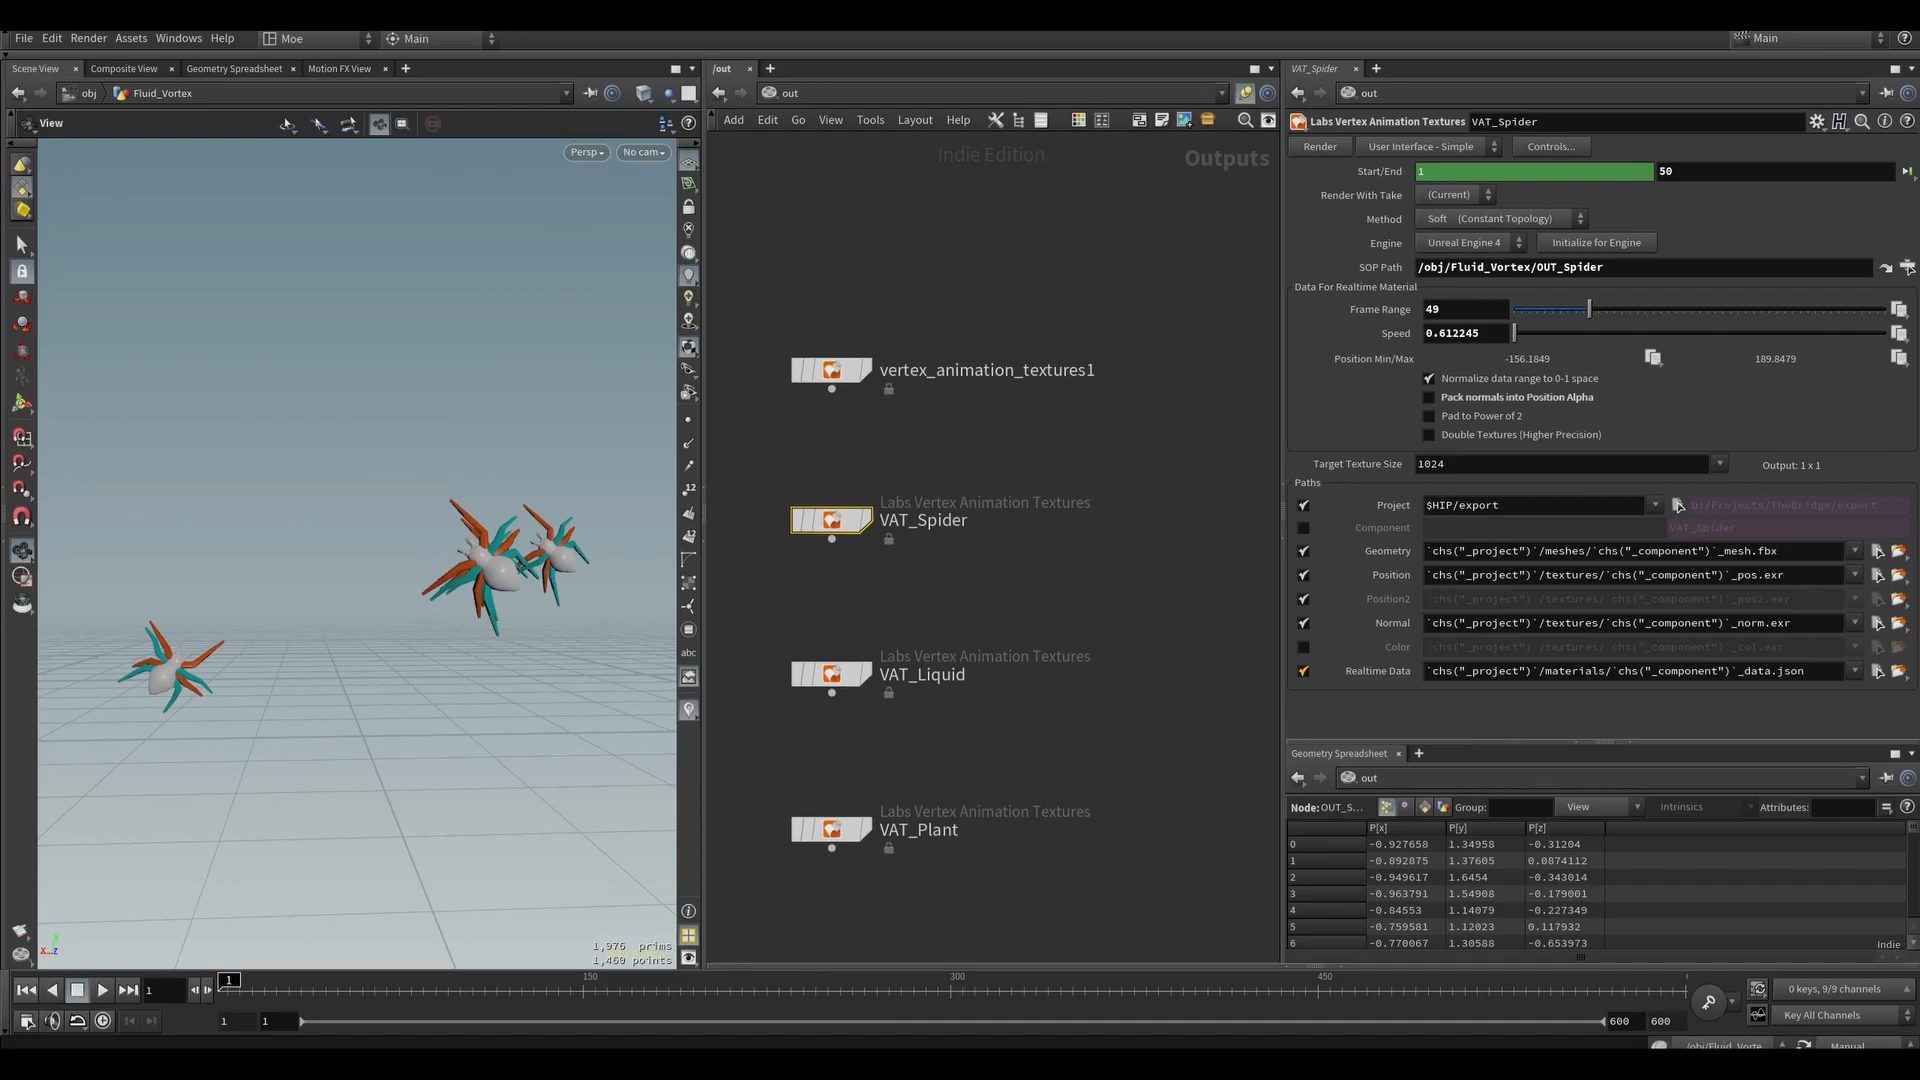 File Edit Render Assets Windows Help Moe Main Main
Scene View Composite View Geometry Spreadsheet Motion FX View
obj Fluid_Vortex
View
Persp No cam
12
12
abc
1,976 prims
1,460 points
/out
out
Add Edit Go View Tools Layout Help
Indie Edition Outputs
vertex_animation_textures1
Labs Vertex Animation Textures
VAT_Spider
Labs Vertex Animation Textures
VAT_Liquid
Labs Vertex Animation Textures
VAT_Plant
VAT_Spider
out
Labs Vertex Animation Textures VAT_Spider
Render User Interface - Simple Controls...
Start/End 1 50
Render With Take (Current)
Method Soft (Constant Topology)
Engine Unreal Engine 4 Initialize for Engine
SOP Path /obj/Fluid_Vortex/OUT_Spider
Data For Realtime Material
Frame Range 49
Speed 0.612245
Position Min/Max -156.1849 189.8479
Normalize data range to 0-1 space
Pack normals into Position Alpha
Pad to Power of 2
Double Textures (Higher Precision)
Target Texture Size 1024 Output: 1 x 1
Paths
Project $HIP/export D:/Projects/TheBridge/export
Component VAT_Spider
Geometry `chs("_project")`/meshes/`chs("_component")`_mesh.fbx
Position `chs("_project")`/textures/`chs("_component")`_pos.exr
Position2 `chs("_project")`/textures/`chs("_component")`_pos2.exr
Normal `chs("_project")`/textures/`chs("_component")`_norm.exr
Color `chs("_project")`/textures/`chs("_component")`_col.exr
Realtime Data `chs("_project")`/materials/`chs("_component")`_data.json
Geometry Spreadsheet
out
Node: OUT_S... Group: View Intrinsics Attributes:
P[x] P[y] P[z]
0 -0.927658 1.34958 -0.31204
1 -0.892875 1.37605 0.0874112
2 -0.949617 1.6454 -0.343014
3 -0.963791 1.54908 -0.179001
4 -0.84553 1.14079 -0.227349
5 -0.759581 1.12023 0.117932
6 -0.770067 1.30588 -0.653973
Indie
1 1 150 300 450
0 keys, 9/9 channels
1 1 600 600 Key All Channels
/obj/Fluid_Vorte... Manual